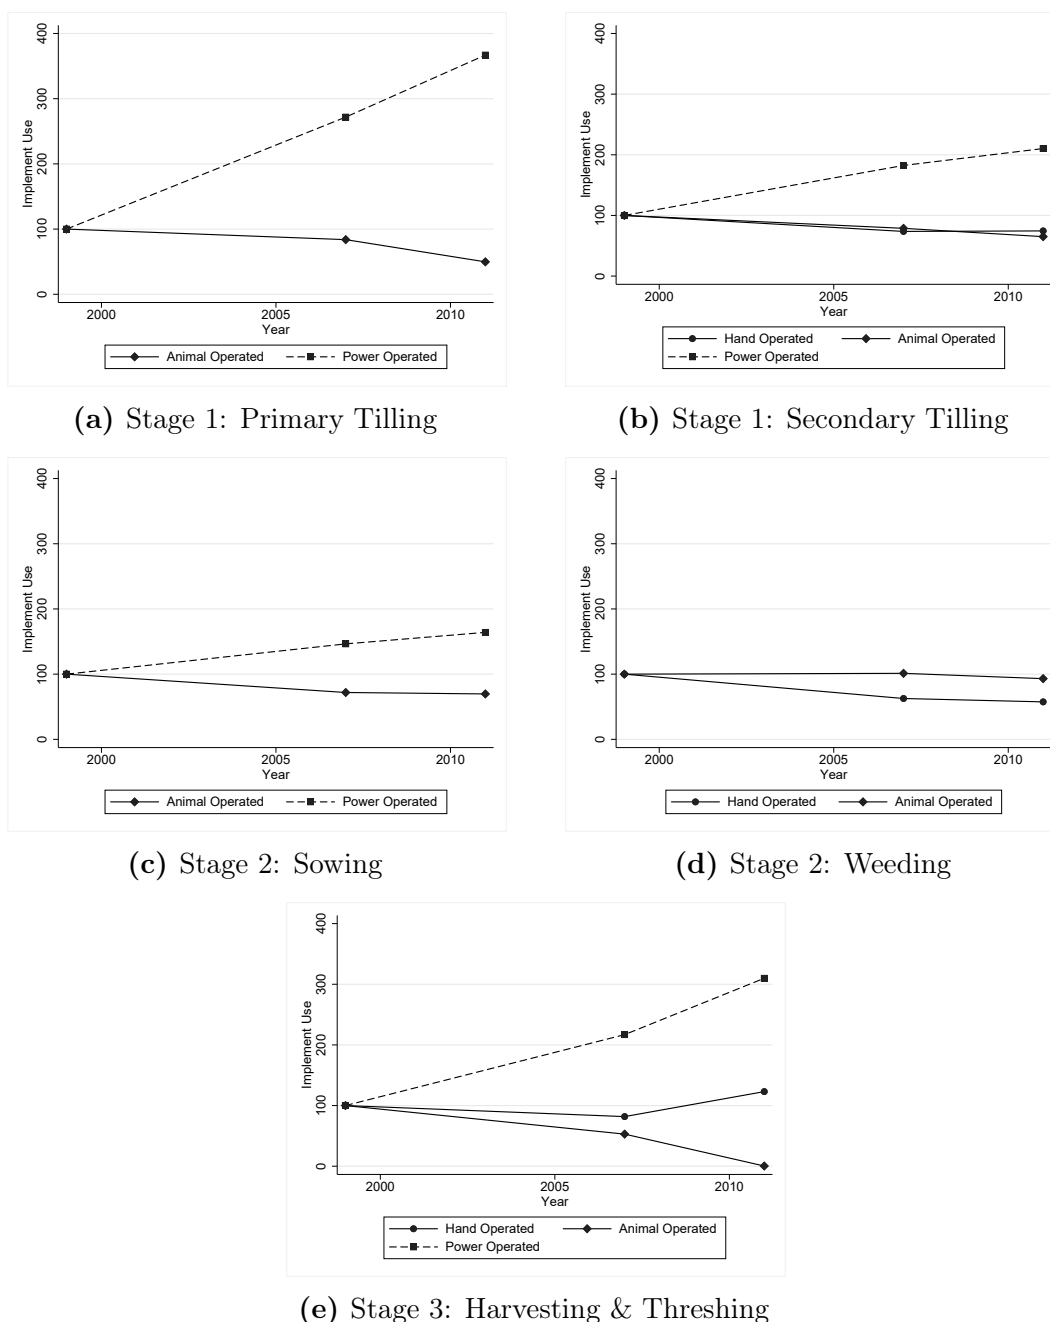 400
300
200
100
0
Implement Use
2000 2005 2010
Year
Animal Operated Power Operated
(a) Stage 1: Primary Tilling
400
300
200
100
0
Implement Use
2000 2005 2010
Year
Hand Operated Animal Operated
Power Operated
(b) Stage 1: Secondary Tilling
400
300
200
100
0
Implement Use
2000 2005 2010
Year
Animal Operated Power Operated
(c) Stage 2: Sowing
400
300
200
100
0
Implement Use
2000 2005 2010
Year
Hand Operated Animal Operated
(d) Stage 2: Weeding
400
300
200
100
0
Implement Use
2000 2005 2010
Year
Hand Operated Animal Operated
Power Operated
(e) Stage 3: Harvesting & Threshing